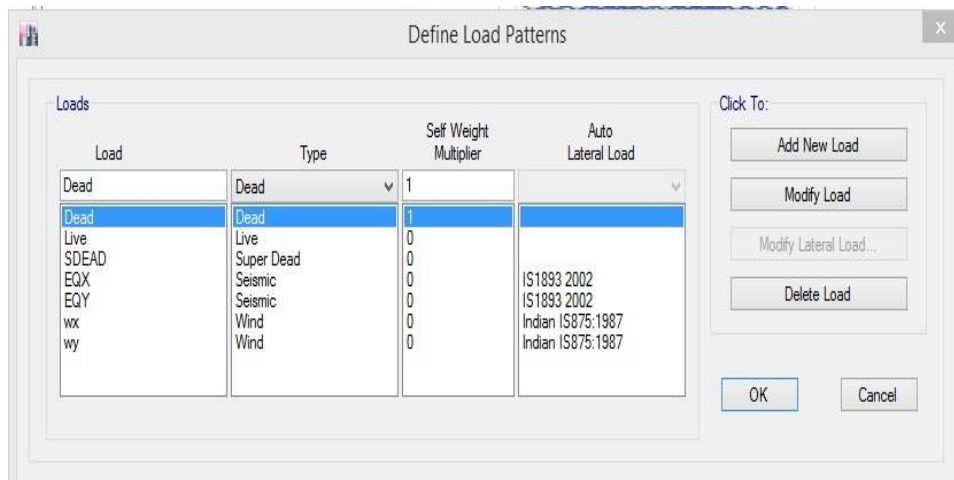 Define Load Patterns
x
Loads
Click To:
Load Type Self Weight Multiplier Auto Lateral Load
Dead Dead 1
Dead Dead 1
Live Live 0
SDEAD Super Dead 0
EQX Seismic 0 IS1893 2002
EQY Seismic 0 IS1893 2002
wx Wind 0 Indian IS875:1987
wy Wind 0 Indian IS875:1987
Add New Load
Modify Load
Modify Lateral Load...
Delete Load
OK Cancel